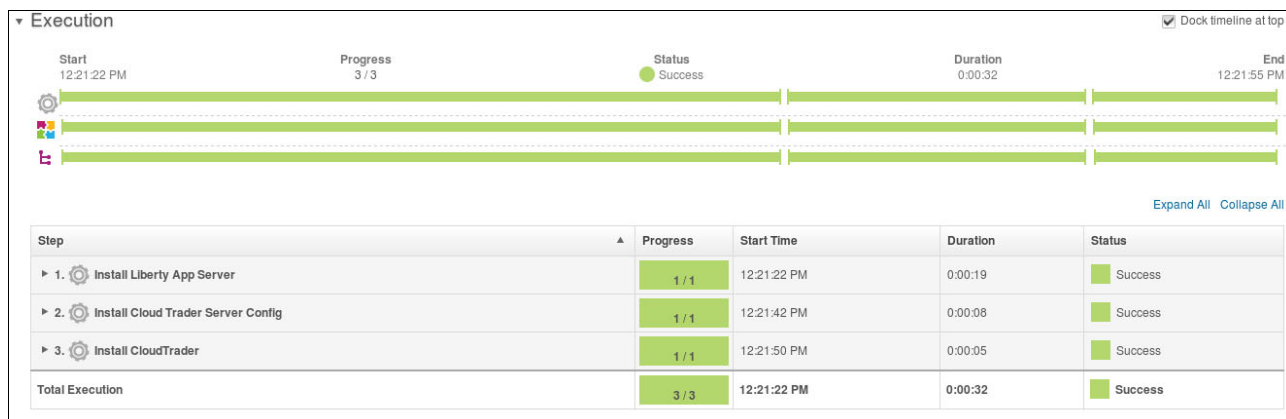 Execution Dock timeline at top
Start Progress Status Duration End
12:21:22 PM 3 / 3 Success 0:00:32 12:21:55 PM
Expand All Collapse All
Step Progress Start Time Duration Status
1. Install Liberty App Server 1 / 1 12:21:22 PM 0:00:19 Success
2. Install Cloud Trader Server Config 1 / 1 12:21:42 PM 0:00:08 Success
3. Install CloudTrader 1 / 1 12:21:50 PM 0:00:05 Success
Total Execution 3 / 3 12:21:22 PM 0:00:32 Success